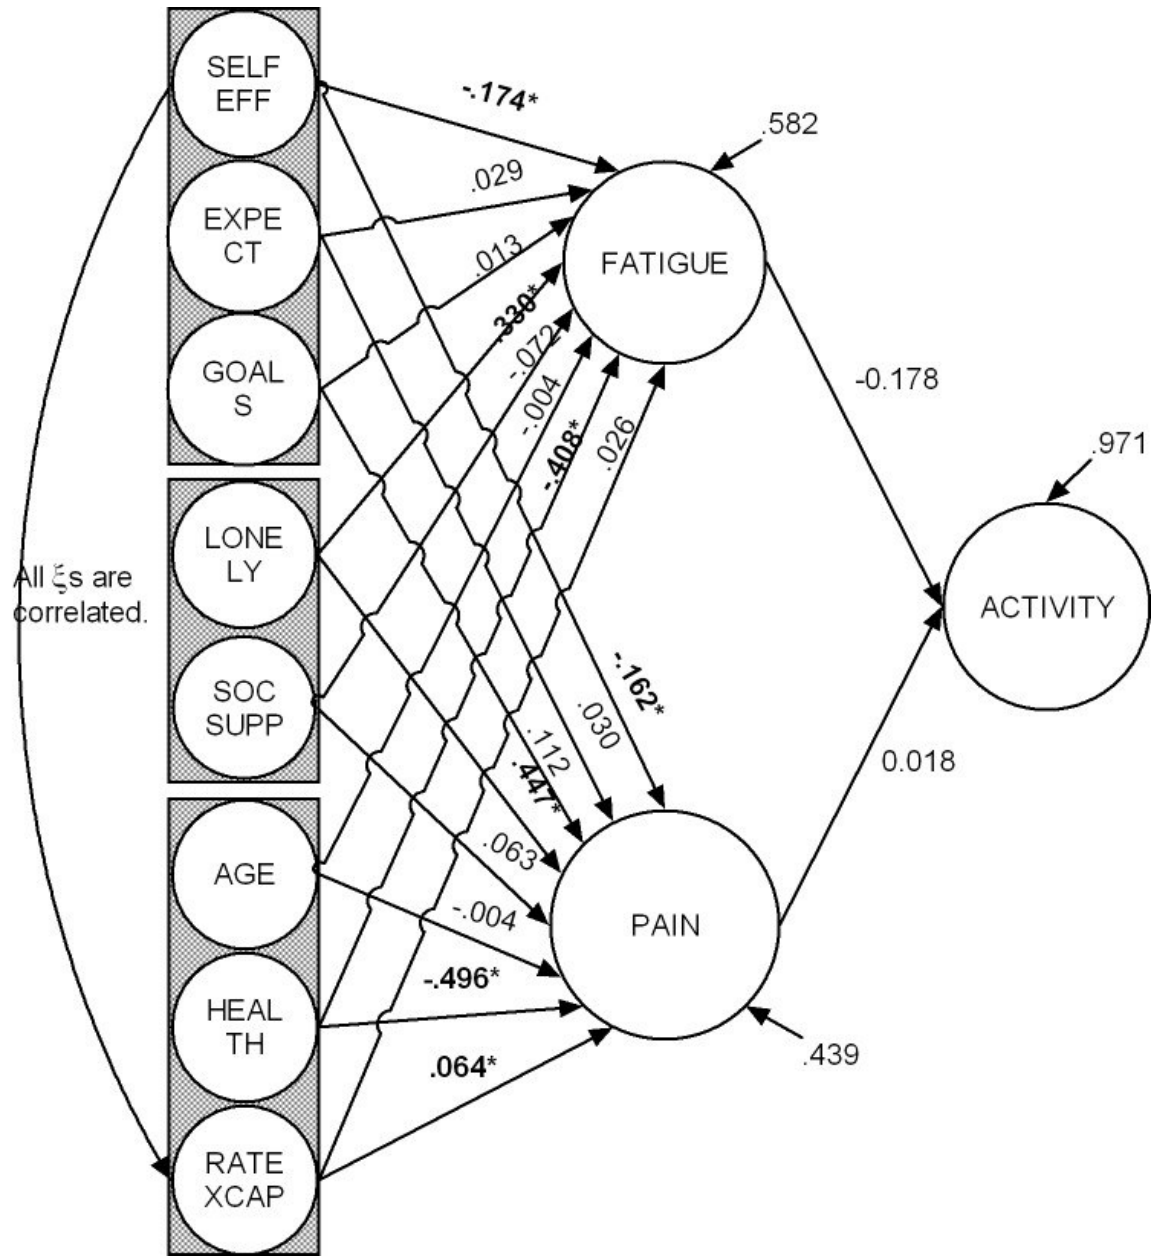 SELF
EFF
EXPE
CT
GOAL
S
LONE
LY
SOC
SUPP
AGE
HEAL
TH
RATE
XCAP
All ξs are
correlated.
-.174*
.029
.013
.330*
-.072
-.004
-.408*
.026
-.162*
.030
.112
.447*
.063
-.004
-.496*
.064*
FATIGUE
.582
PAIN
.439
-0.178
0.018
ACTIVITY
.971